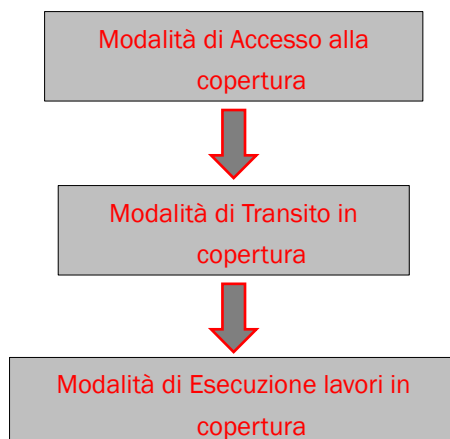 Modalità di Accesso alla
copertura
Modalità di Transito in
copertura
Modalità di Esecuzione lavori in
copertura